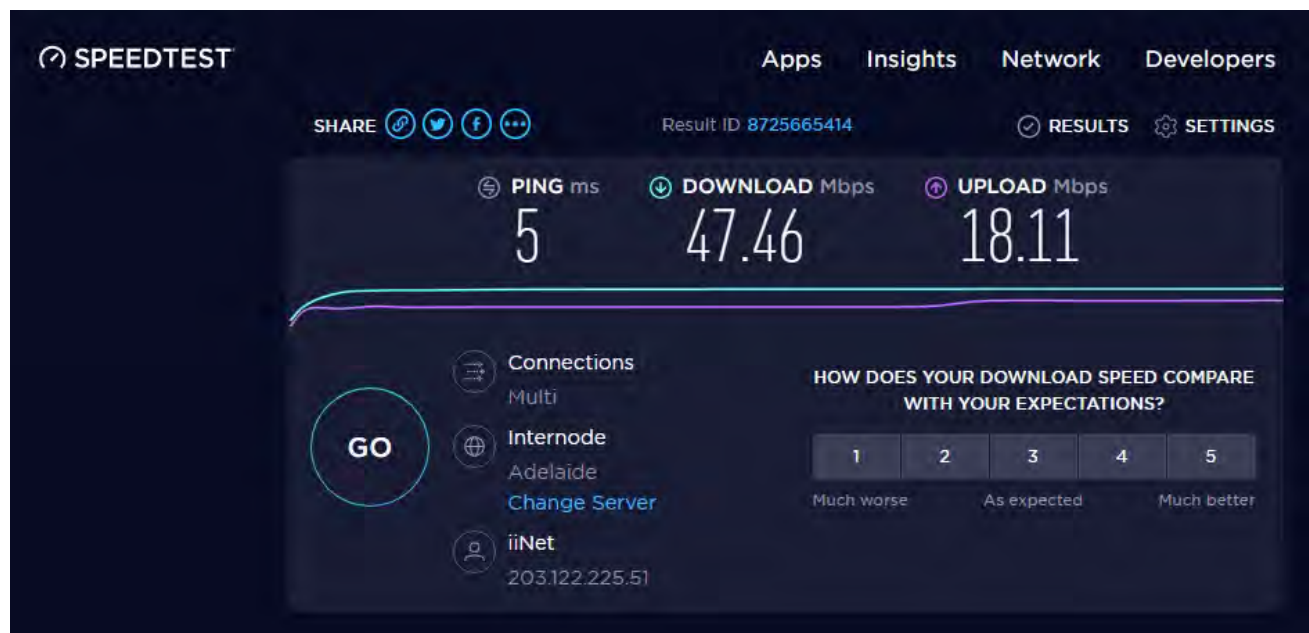 SPEEDTEST
Apps Insights Network Developers
SHARE Result ID 8725665414 RESULTS SETTINGS
PING ms DOWNLOAD Mbps UPLOAD Mbps
5 47.46 18.11
GO
Connections
Multi
Internode
Adelaide
Change Server
iiNet
203.122.225.51
HOW DOES YOUR DOWNLOAD SPEED COMPARE
WITH YOUR EXPECTATIONS?
1 2 3 4 5
Much worse As expected Much better